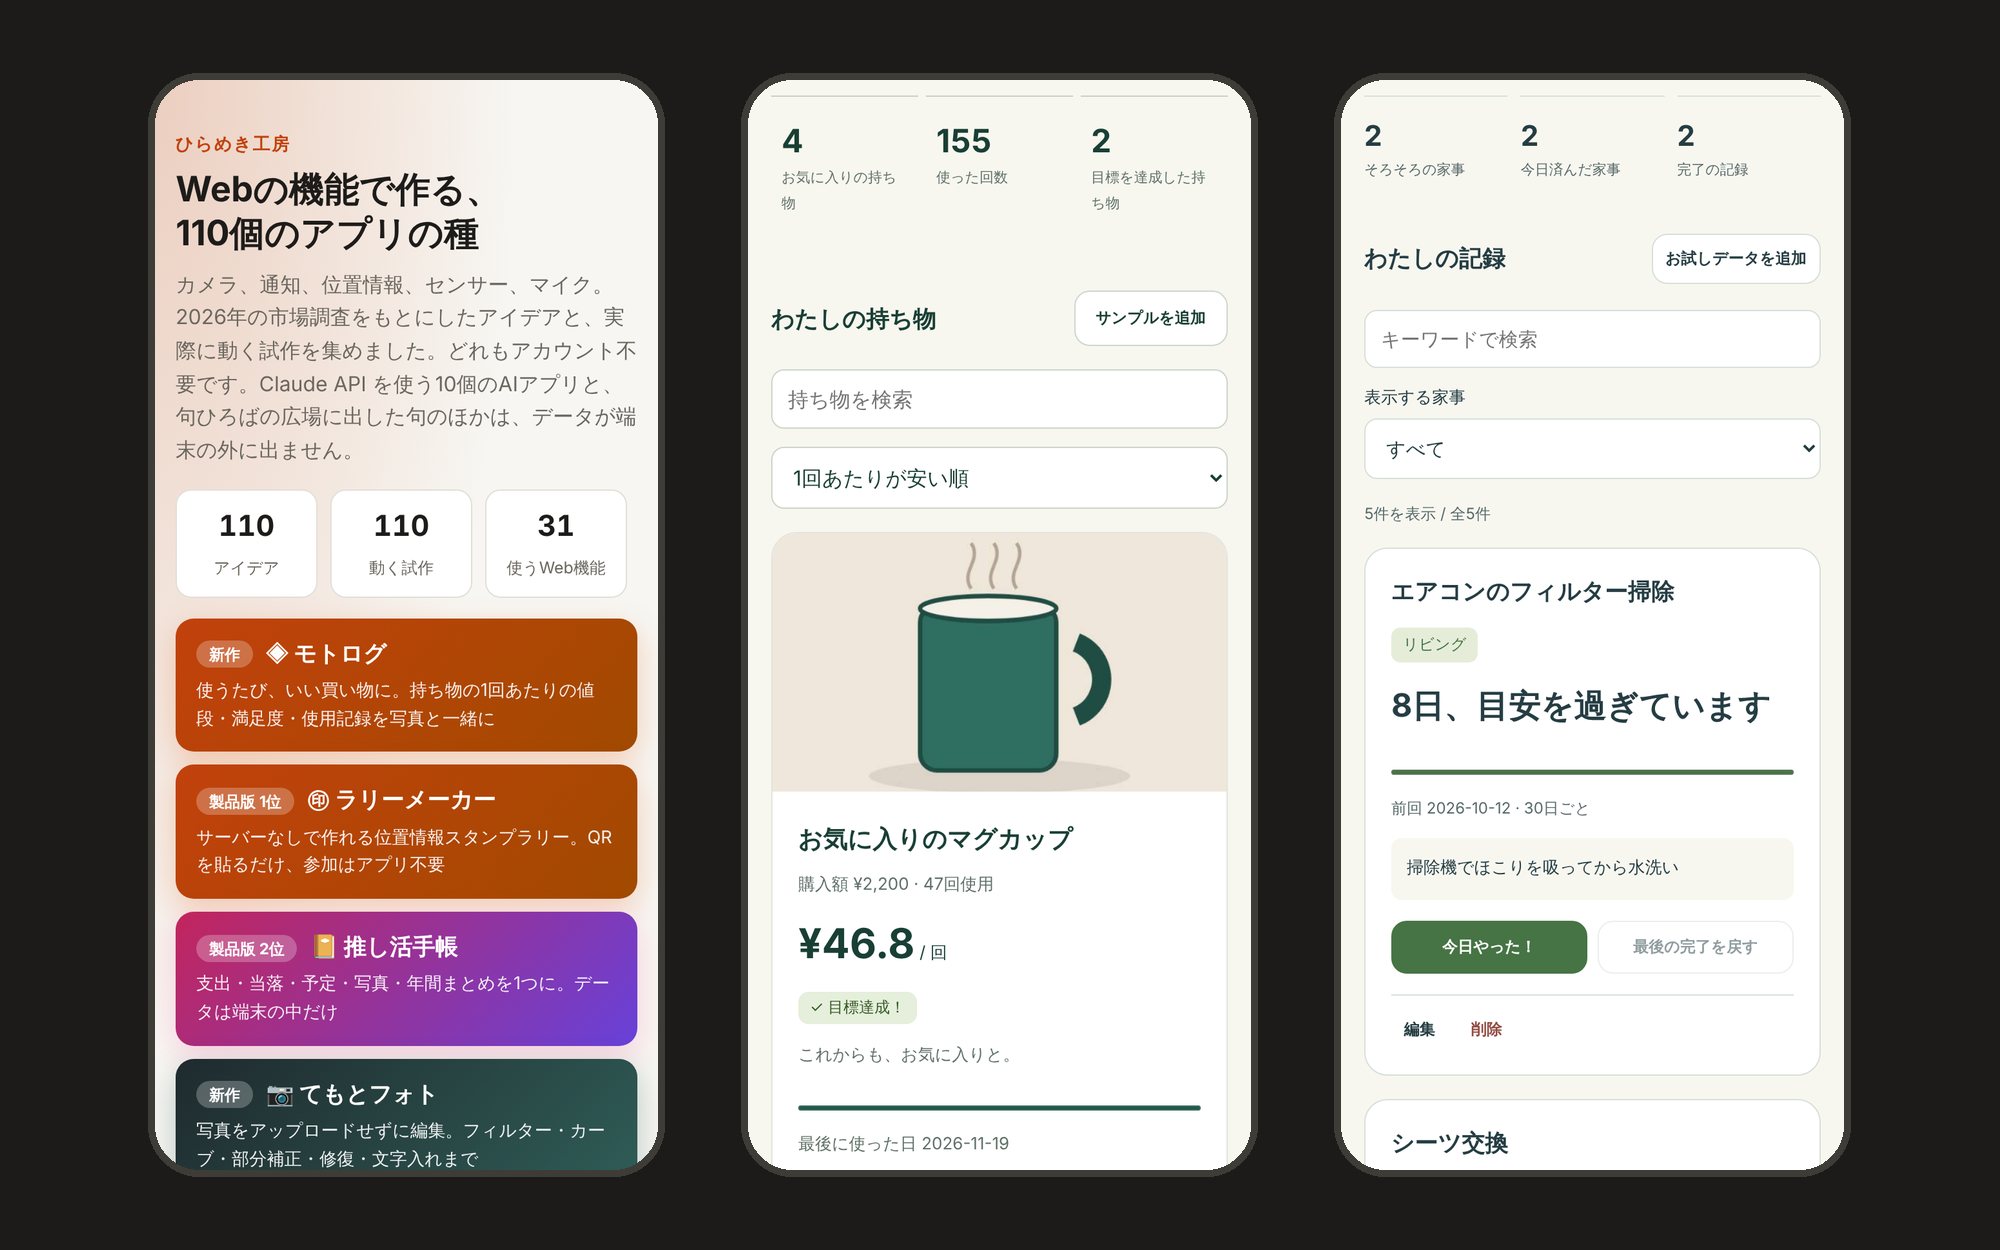 ひらめき工房
Webの機能で作る、
110個のアプリの種
カメラ、通知、位置情報、センサー、マイク。
2026年の市場調査をもとにしたアイデアと、実
際に動く試作を集めました。どれもアカウント不
要です。Claude API を使う10個のAIアプリと、
句ひろばの広場に出した句のほかは、データが端
末の外に出ません。
110
アイデア
110
動く試作
31
使うWeb機能
新作 ◈ モトログ
使うたび、いい買い物に。持ち物の1回あたりの値
段・満足度・使用記録を写真と一緒に
製品版 1位 ㊞ ラリーメーカー
サーバーなしで作れる位置情報スタンプラリー。QR
を貼るだけ、参加はアプリ不要
製品版 2位 📔 推し活手帳
支出・当落・予定・写真・年間まとめを1つに。デー
タは端末の中だけ
新作 📷 てもとフォト
写真をアップロードせずに編集。フィルター・カー
ブ・部分補正・修復・文字入れまで
4
お気に入りの持ち
物
155
使った回数
2
目標を達成した持
ち物
わたしの持ち物
サンプルを追加
持ち物を検索
1回あたりが安い順
お気に入りのマグカップ
購入額 ¥2,200 · 47回使用
¥46.8 / 回
✓ 目標達成！
これからも、お気に入りと。
最後に使った日 2026-11-19
2
そろそろの家事
2
今日済んだ家事
2
完了の記録
わたしの記録
お試しデータを追加
キーワードで検索
表示する家事
すべて
5件を表示 / 全5件
エアコンのフィルター掃除
リビング
8日、目安を過ぎています
前回 2026-10-12 · 30日ごと
掃除機でほこりを吸ってから水洗い
今日やった！
最後の完了を戻す
編集
削除
シーツ交換